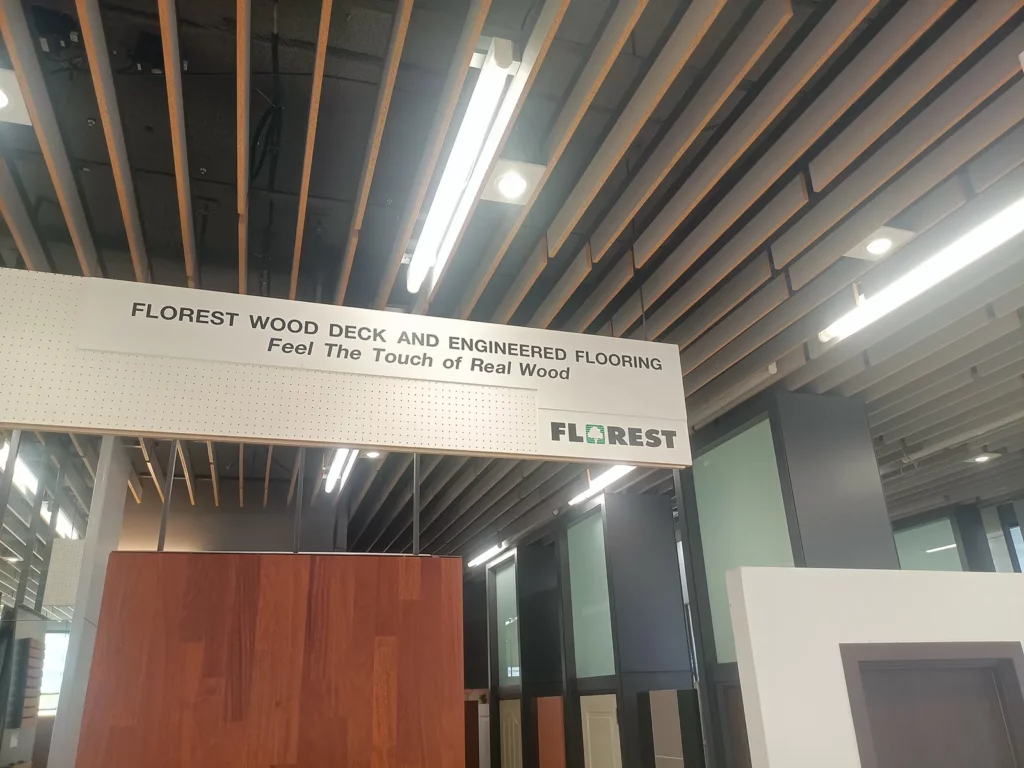 FLOREST WOOD DECK AND ENGINEERED FLOORING
Feel The Touch of Real Wood
FLOREST